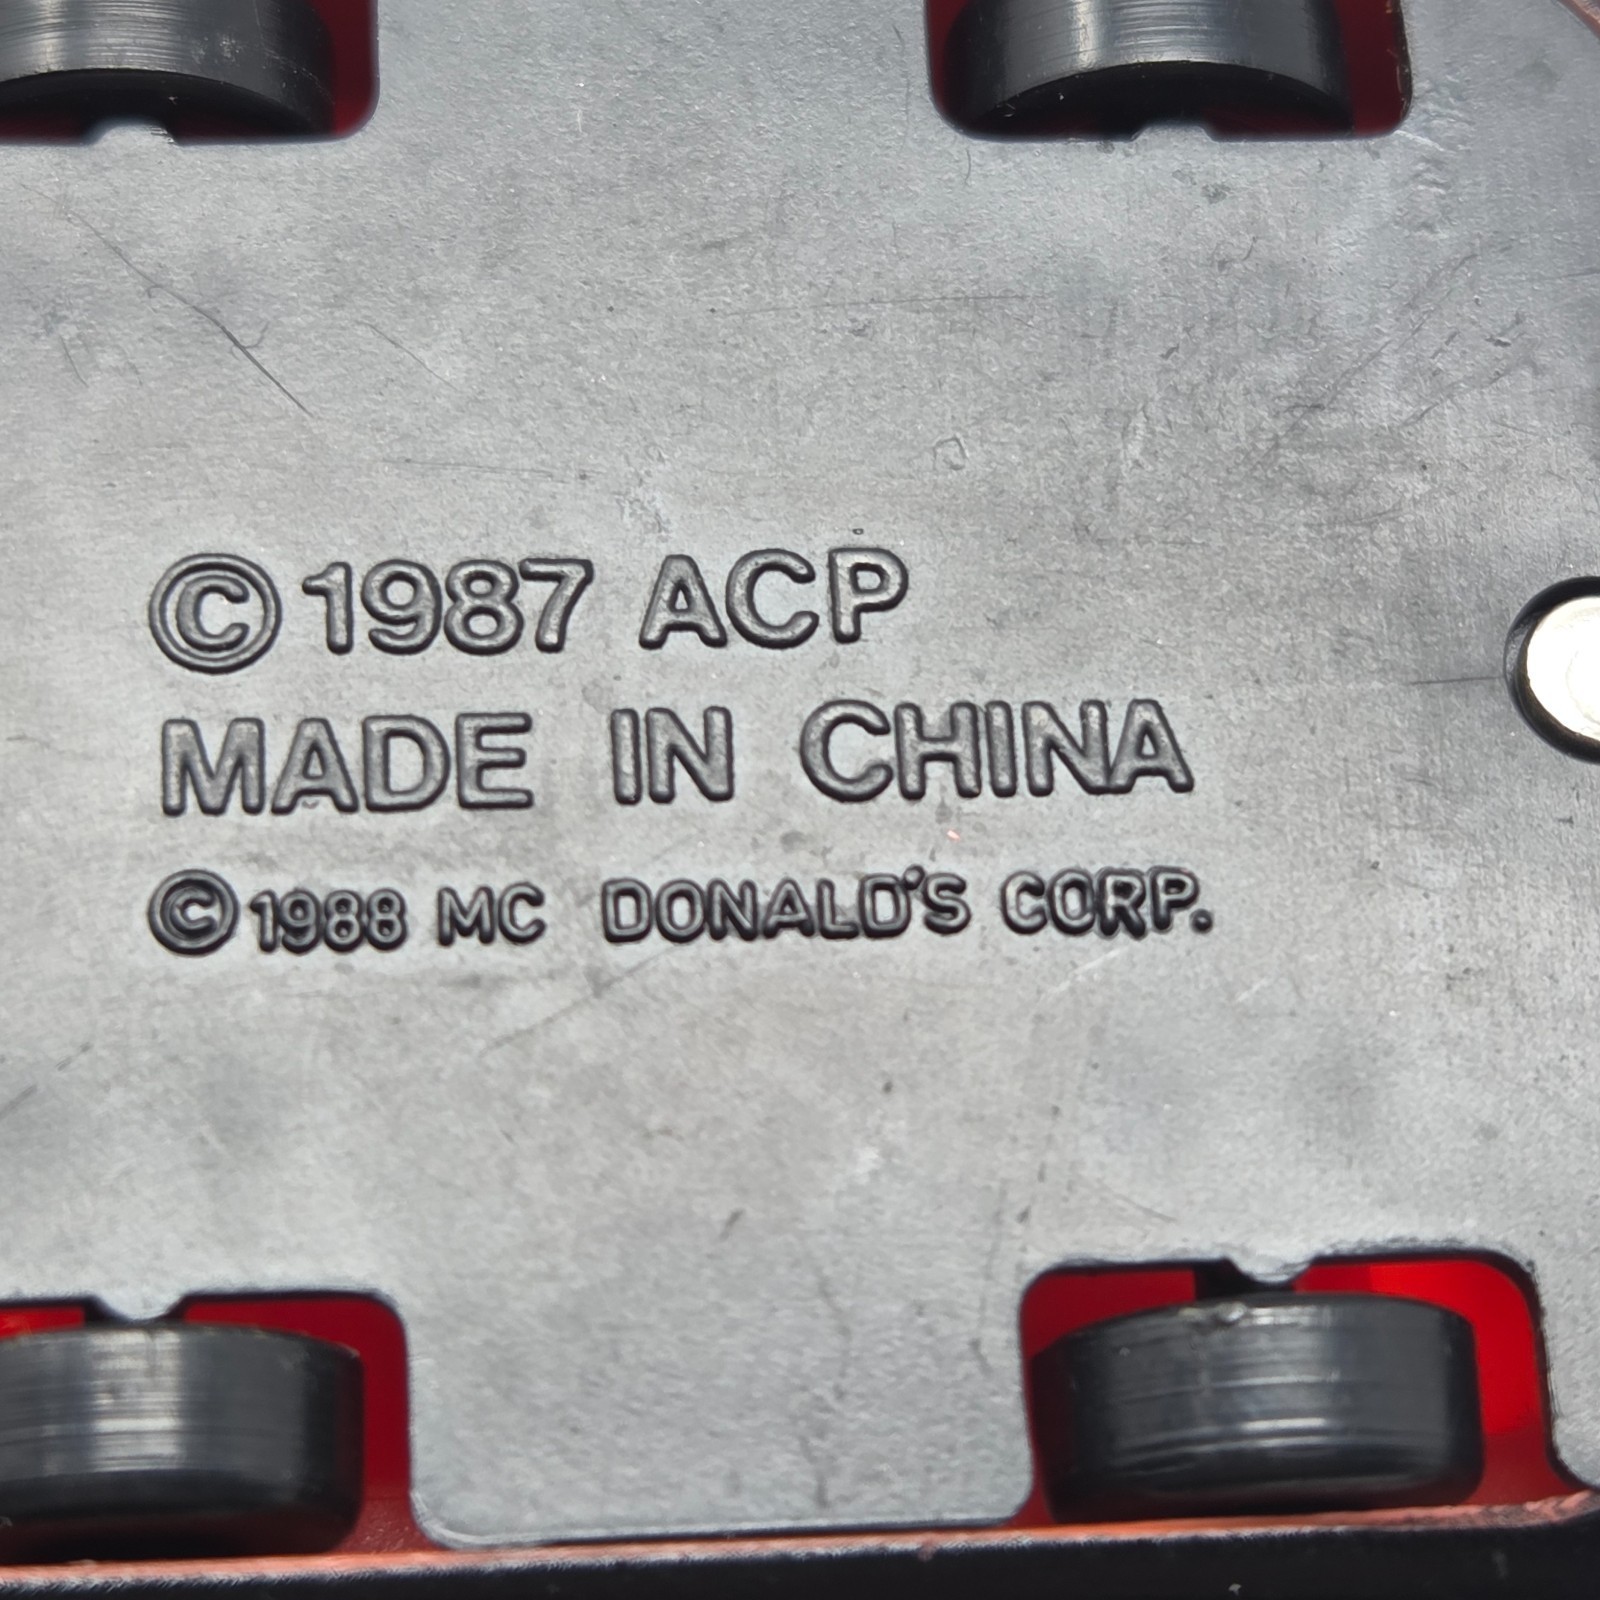 ©1987 ACP
MADE IN CHINA
©1988 MC DONALD'S CORP.